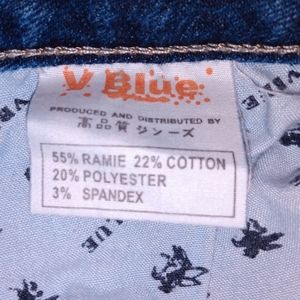 V Blue
PRODUCED AND DISTRIBUTED BY
高品質ジンーズ
55% RAMIE 22% COTTON
20% POLYESTER
3% SPANDEX